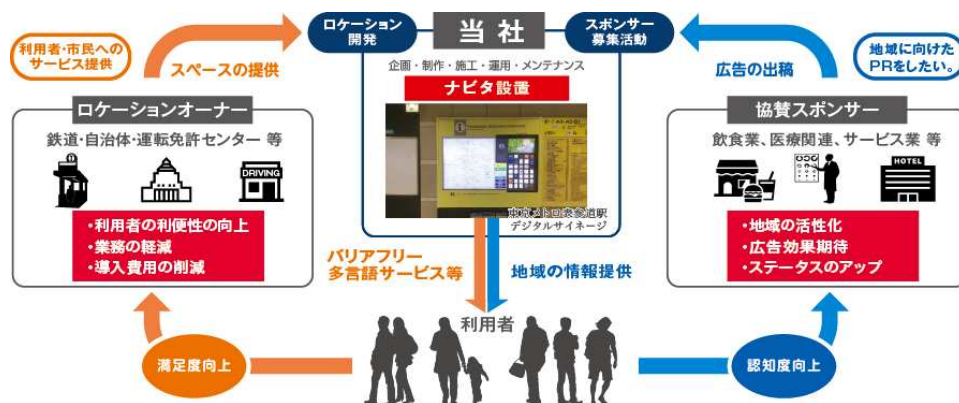 ロケーション
開発
当社
スポンサー
募集活動
利用者・市民への
サービス提供
スペースの提供
企画・制作・施工・運用・メンテナンス
ナビタ設置
広告の出稿
地域に向けた
PRをしたい。
ロケーションオーナー
鉄道・自治体・運転免許センター 等
DRIVING
・利用者の利便性の向上
・業務の軽減
・導入費用の削減
東京メトロ表参道駅
デジタルサイネージ
協賛スポンサー
飲食業、医療関連、サービス業 等
HOTEL
・地域の活性化
・広告効果期待
・ステータスのアップ
バリアフリー
多言語サービス等
地域の情報提供
利用者
満足度向上
認知度向上